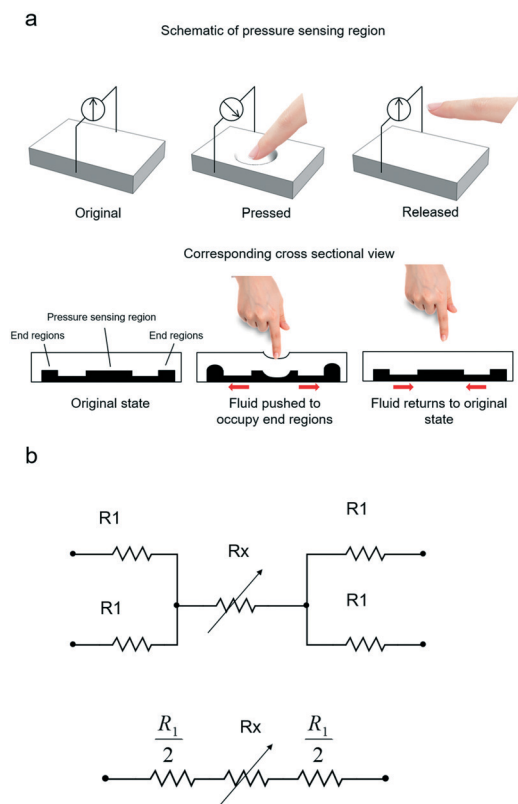 a
Schematic of pressure sensing region
Original
Pressed
Released
Corresponding cross sectional view
Pressure sensing region
End regions
End regions
Original state
Fluid pushed to
occupy end regions
Fluid returns to original
state
b
R1
R1
Rx
R1
R1
R₁/2
Rx
R₁/2